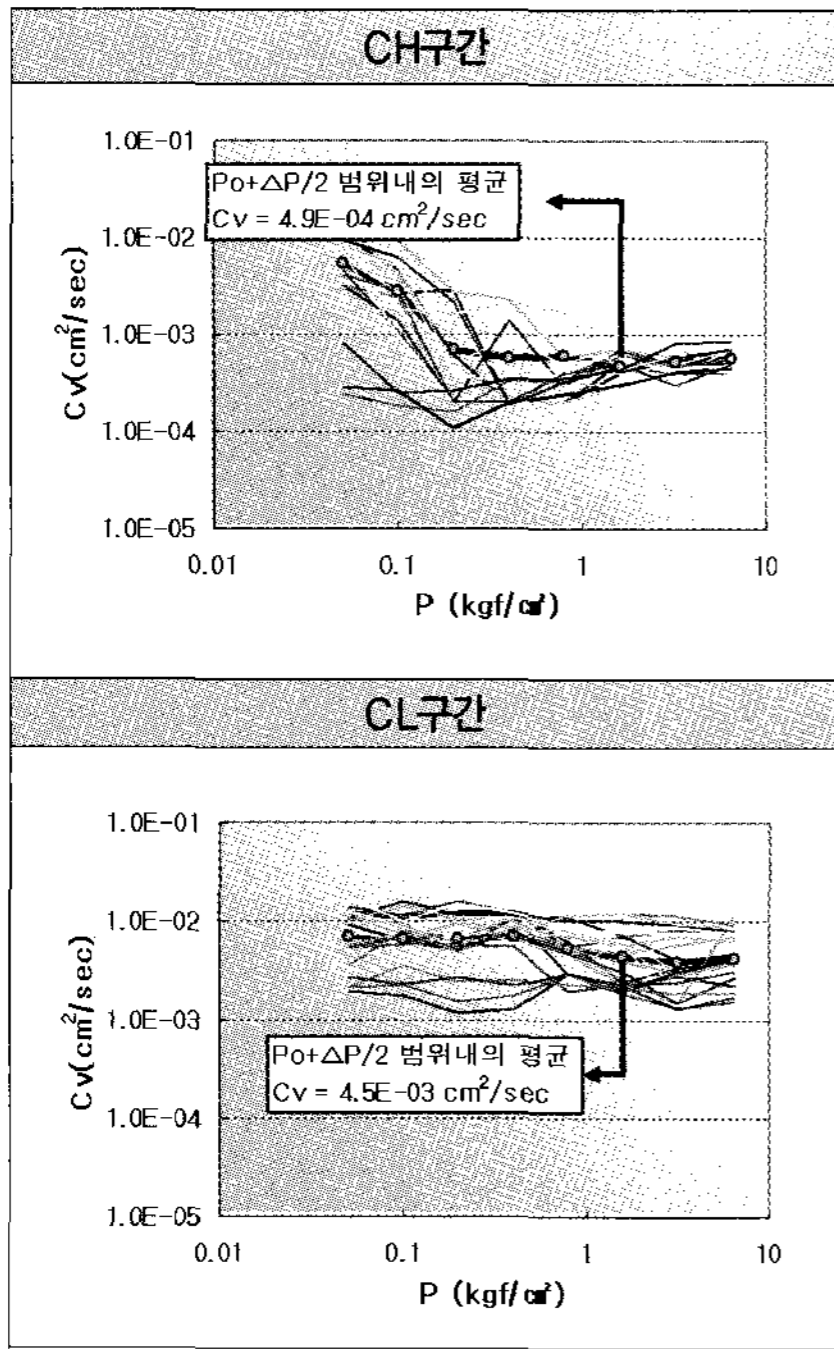 CH구간
1.0E-01
Po+△P/2 범위내의 평균
Cv = 4.9E-04 cm²/sec
1.0E-02
1.0E-03
1.0E-04
1.0E-05
Cv(cm²/sec)
0.01 0.1 1 10
P (kgf/㎠)
CL구간
1.0E-01
1.0E-02
1.0E-03
Po+△P/2 범위내의 평균
Cv = 4.5E-03 cm²/sec
1.0E-04
1.0E-05
Cv(cm²/sec)
0.01 0.1 1 10
P (kgf/㎠)